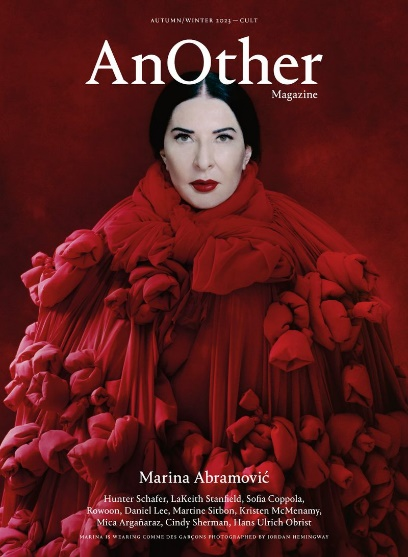 AUTUMN/WINTER 2023 — CULT
AnOther
Magazine
Marina Abramović
Hunter Schafer, LaKeith Stanfield, Sofia Coppola,
Rowoon, Daniel Lee, Martine Sitbon, Kristen McMenamy,
Mica Argañaraz, Cindy Sherman, Hans Ulrich Obrist
MARINA IS WEARING COMME DES GARÇONS PHOTOGRAPHED BY JORDAN HEMINGWAY